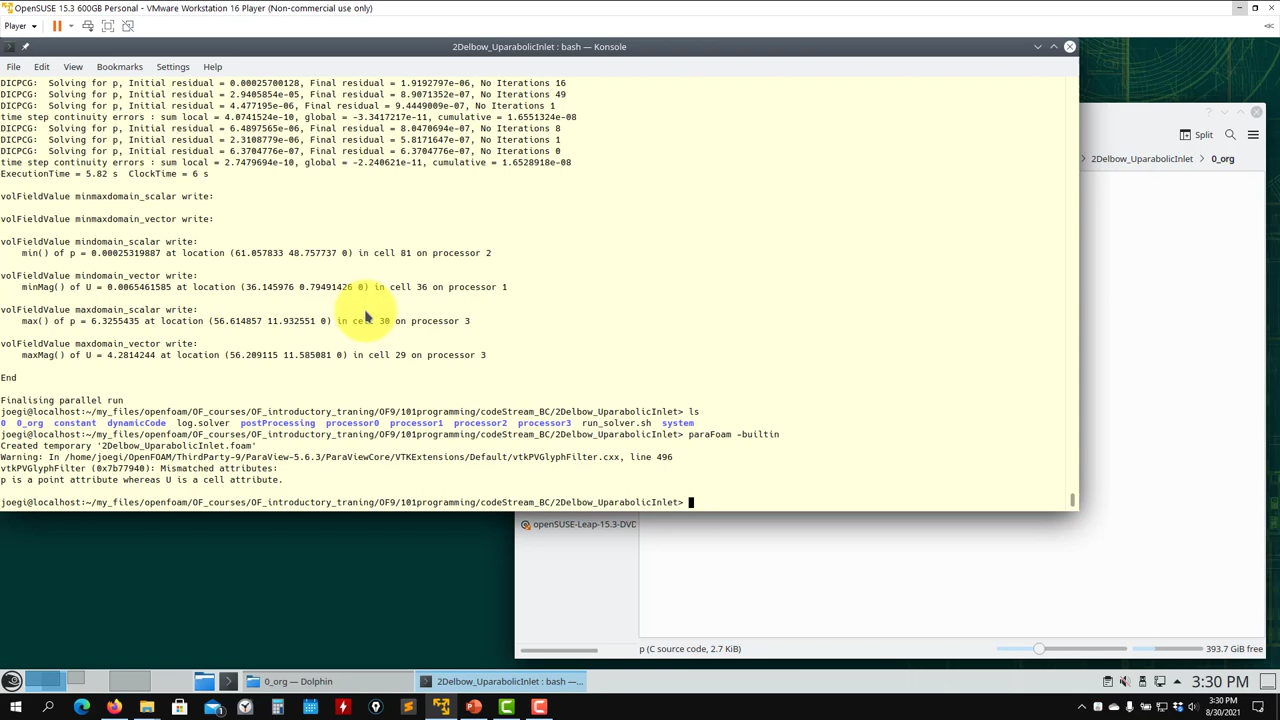 OpenSUSE 15.3 600GB Personal - VMware Workstation 16 Player (Non-commercial use only)
Player
2Delbow_UparabolicInlet : bash — Konsole
File Edit View Bookmarks Settings Help
DICPCG:  Solving for p, Initial residual = 0.00025700128, Final residual = 1.9192797e-06, No Iterations 16
DICPCG:  Solving for p, Initial residual = 2.9405854e-05, Final residual = 8.9071352e-07, No Iterations 49
DICPCG:  Solving for p, Initial residual = 4.477195e-06, Final residual = 9.4449009e-07, No Iterations 1
time step continuity errors : sum local = 4.0741524e-10, global = -3.3417217e-11, cumulative = 1.6551324e-08
DICPCG:  Solving for p, Initial residual = 6.4897565e-06, Final residual = 8.0470694e-07, No Iterations 8
DICPCG:  Solving for p, Initial residual = 2.3108779e-06, Final residual = 5.8171647e-07, No Iterations 1
DICPCG:  Solving for p, Initial residual = 6.3704776e-07, Final residual = 6.3704776e-07, No Iterations 0
time step continuity errors : sum local = 2.7479694e-10, global = -2.240621e-11, cumulative = 1.6528918e-08
ExecutionTime = 5.82 s  ClockTime = 6 s
volFieldValue minmaxdomain_scalar write:
volFieldValue minmaxdomain_vector write:
volFieldValue mindomain_scalar write:
min() of p = 0.00025319887 at location (61.057833 48.757737 0) in cell 81 on processor 2
volFieldValue mindomain_vector write:
minMag() of U = 0.0065461585 at location (36.145976 0.79491426 0) in cell 36 on processor 1
volFieldValue maxdomain_scalar write:
max() of p = 6.3255435 at location (56.614857 11.932551 0) in cell 30 on processor 3
volFieldValue maxdomain_vector write:
maxMag() of U = 4.2814244 at location (56.209115 11.585081 0) in cell 29 on processor 3
End
Finalising parallel run
joegi@localhost:~/my_files/openfoam/OF_courses/OF_introductory_traning/OF9/101programming/codeStream_BC/2Delbow_UparabolicInlet> ls
0  0_org  constant  dynamicCode  log.solver  postProcessing  processor0  processor1  processor2  processor3  run_solver.sh  system
joegi@localhost:~/my_files/openfoam/OF_courses/OF_introductory_traning/OF9/101programming/codeStream_BC/2Delbow_UparabolicInlet> paraFoam -builtin
Created temporary '2Delbow_UparabolicInlet.foam'
Warning: In /home/joegi/OpenFOAM/ThirdParty-9/ParaView-5.6.3/ParaViewCore/VTKExtensions/Default/vtkPVGlyphFilter.cxx, line 496
vtkPVGlyphFilter (0x7b77940): Mismatched attributes:
p is a point attribute whereas U is a cell attribute.
joegi@localhost:~/my_files/openfoam/OF_courses/OF_introductory_traning/OF9/101programming/codeStream_BC/2Delbow_UparabolicInlet>
Split
2Delbow_UparabolicInlet > 0_org
openSUSE-Leap-15.3-DVD
p (C source code, 2.7 KiB)
393.7 GiB free
0_org — Dolphin
2Delbow_UparabolicInlet : bash —...
3:30 PM
3:30 PM
8/30/2021